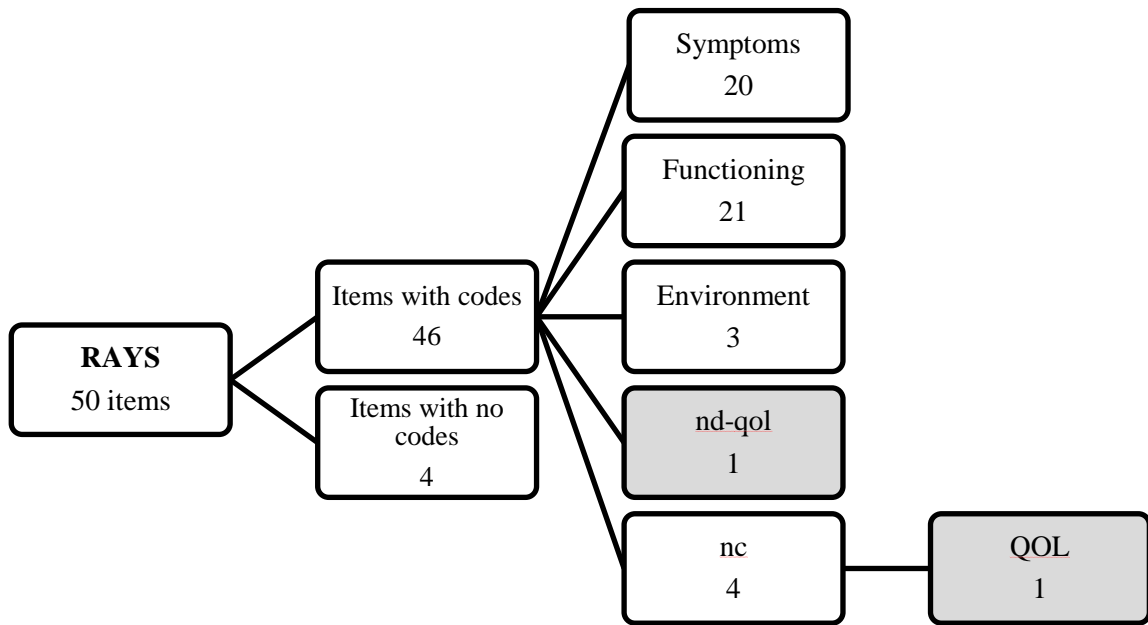 RAYS
50 items
Items with codes
46
Items with no
codes
4
Symptoms
20
Functioning
21
Environment
3
nd-qol
1
nc
4
QOL
1